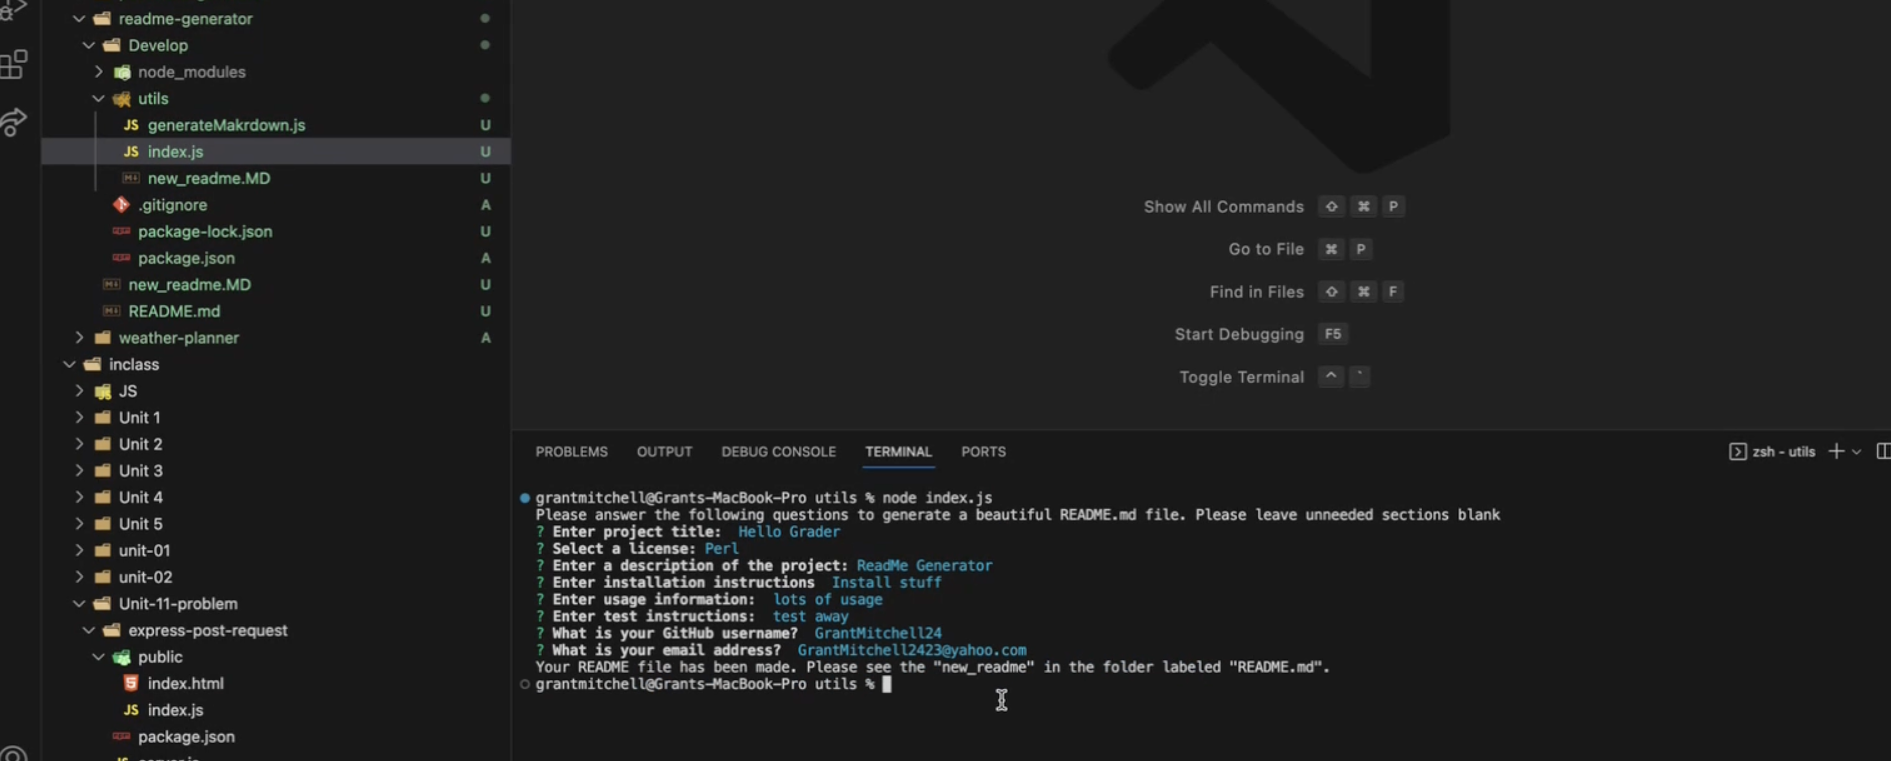 readme-generator
Develop
node_modules
utils
JS generateMakrdown.js U
JS index.js U
new_readme.MD U
.gitignore A
package-lock.json U
package.json A
new_readme.MD U
README.md U
weather-planner A
inclass
JS
Unit 1
Unit 2
Unit 3
Unit 4
Unit 5
unit-01
unit-02
Unit-11-problem
express-post-request
public
index.html
JS index.js
package.json
Show All Commands ⇧ ⌘ P
Go to File ⌘ P
Find in Files ⇧ ⌘ F
Start Debugging F5
Toggle Terminal ^ `
PROBLEMS OUTPUT DEBUG CONSOLE TERMINAL PORTS
zsh - utils
grantmitchell@Grants-MacBook-Pro utils % node index.js
Please answer the following questions to generate a beautiful README.md file. Please leave unneeded sections blank
? Enter project title: Hello Grader
? Select a license: Perl
? Enter a description of the project: ReadMe Generator
? Enter installation instructions Install stuff
? Enter usage information: lots of usage
? Enter test instructions: test away
? What is your GitHub username? GrantMitchell24
? What is your email address? GrantMitchell2423@yahoo.com
Your README file has been made. Please see the "new_readme" in the folder labeled "README.md".
grantmitchell@Grants-MacBook-Pro utils %